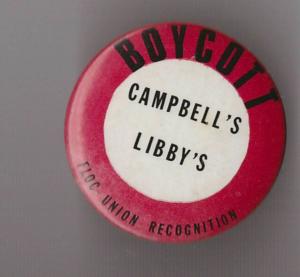 BOYCOTT
CAMPBELL'S
LIBBY'S
FLOC UNION RECOGNITION